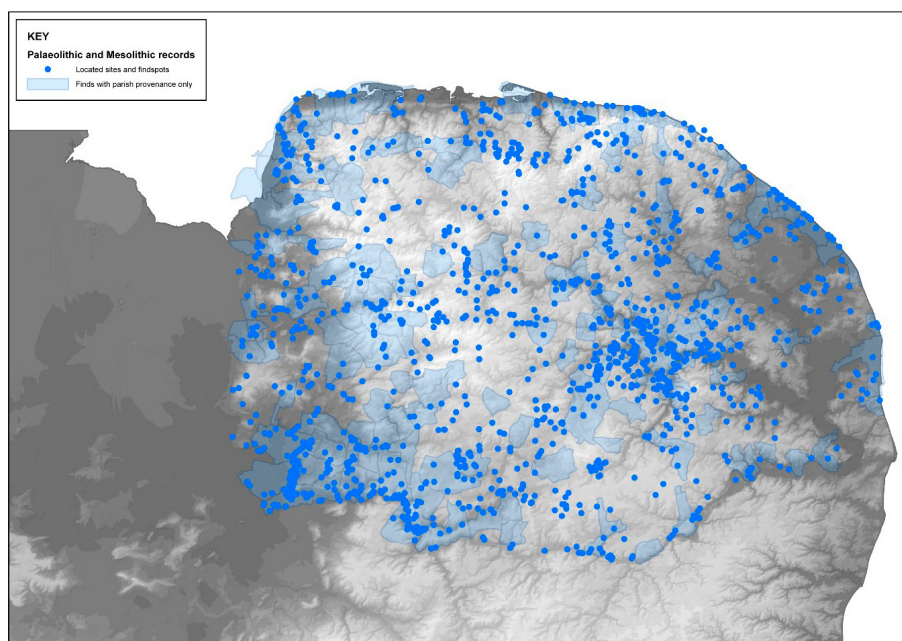 KEY
Palaeolithic and Mesolithic records
Located sites and findspots
Finds with parish provenance only